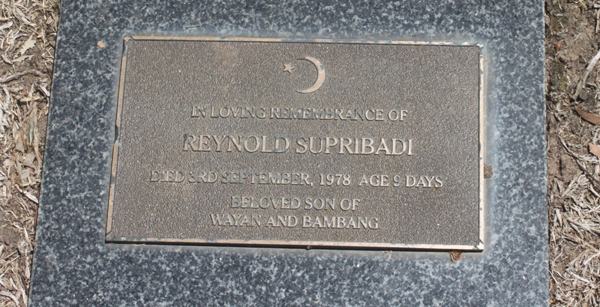 IN LOVING REMEMBRANCE OF
REYNOLD SUPRIBADI
DIED 3RD SEPTEMBER, 1978 AGE 9 DAYS
BELOVED SON OF
WAYAN AND BAMBANG